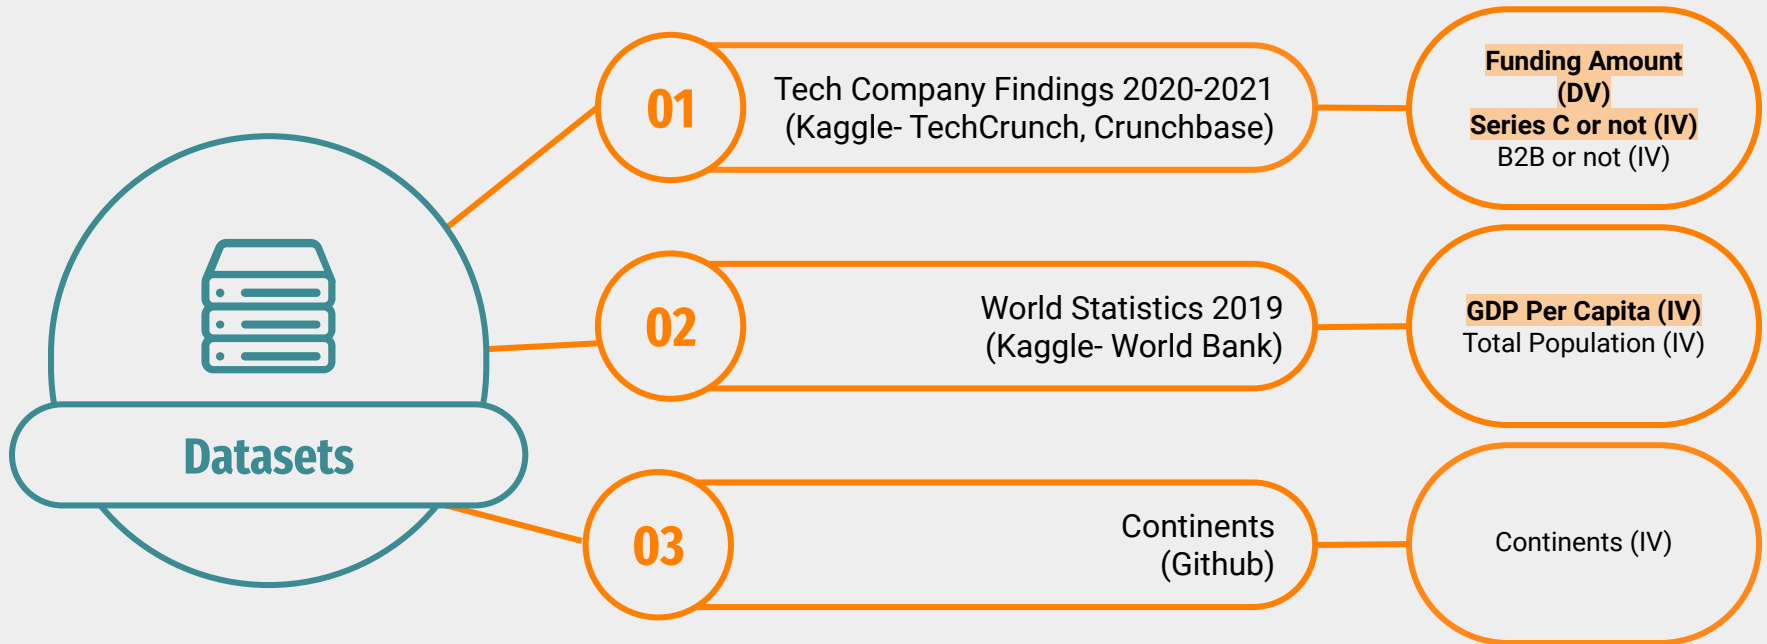 Datasets
01
Tech Company Findings 2020-2021
(Kaggle- TechCrunch, Crunchbase)
Funding Amount
(DV)
Series C or not (IV)
B2B or not (IV)
02
World Statistics 2019
(Kaggle- World Bank)
GDP Per Capita (IV)
Total Population (IV)
03
Continents
(Github)
Continents (IV)